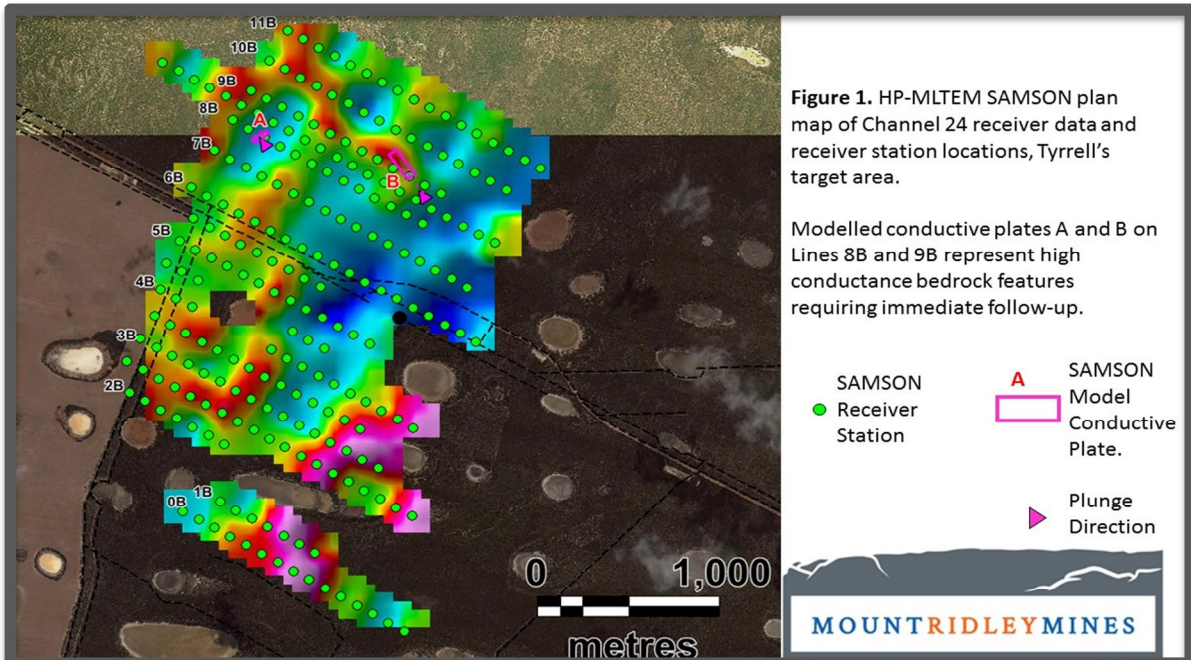 11B
10B
9B
8B
A
7B
6B
B
5B
4B
3B
2B
1B
0B
0 1,000
metres
Figure 1. HP-MLTEM SAMSON plan
map of Channel 24 receiver data and
receiver station locations, Tyrrell’s
target area.
Modelled conductive plates A and B on
Lines 8B and 9B represent high
conductance bedrock features
requiring immediate follow-up.
SAMSON
Receiver
Station
A
SAMSON
Model
Conductive
Plate.
Plunge
Direction
MOUNTRIDLEYMINES